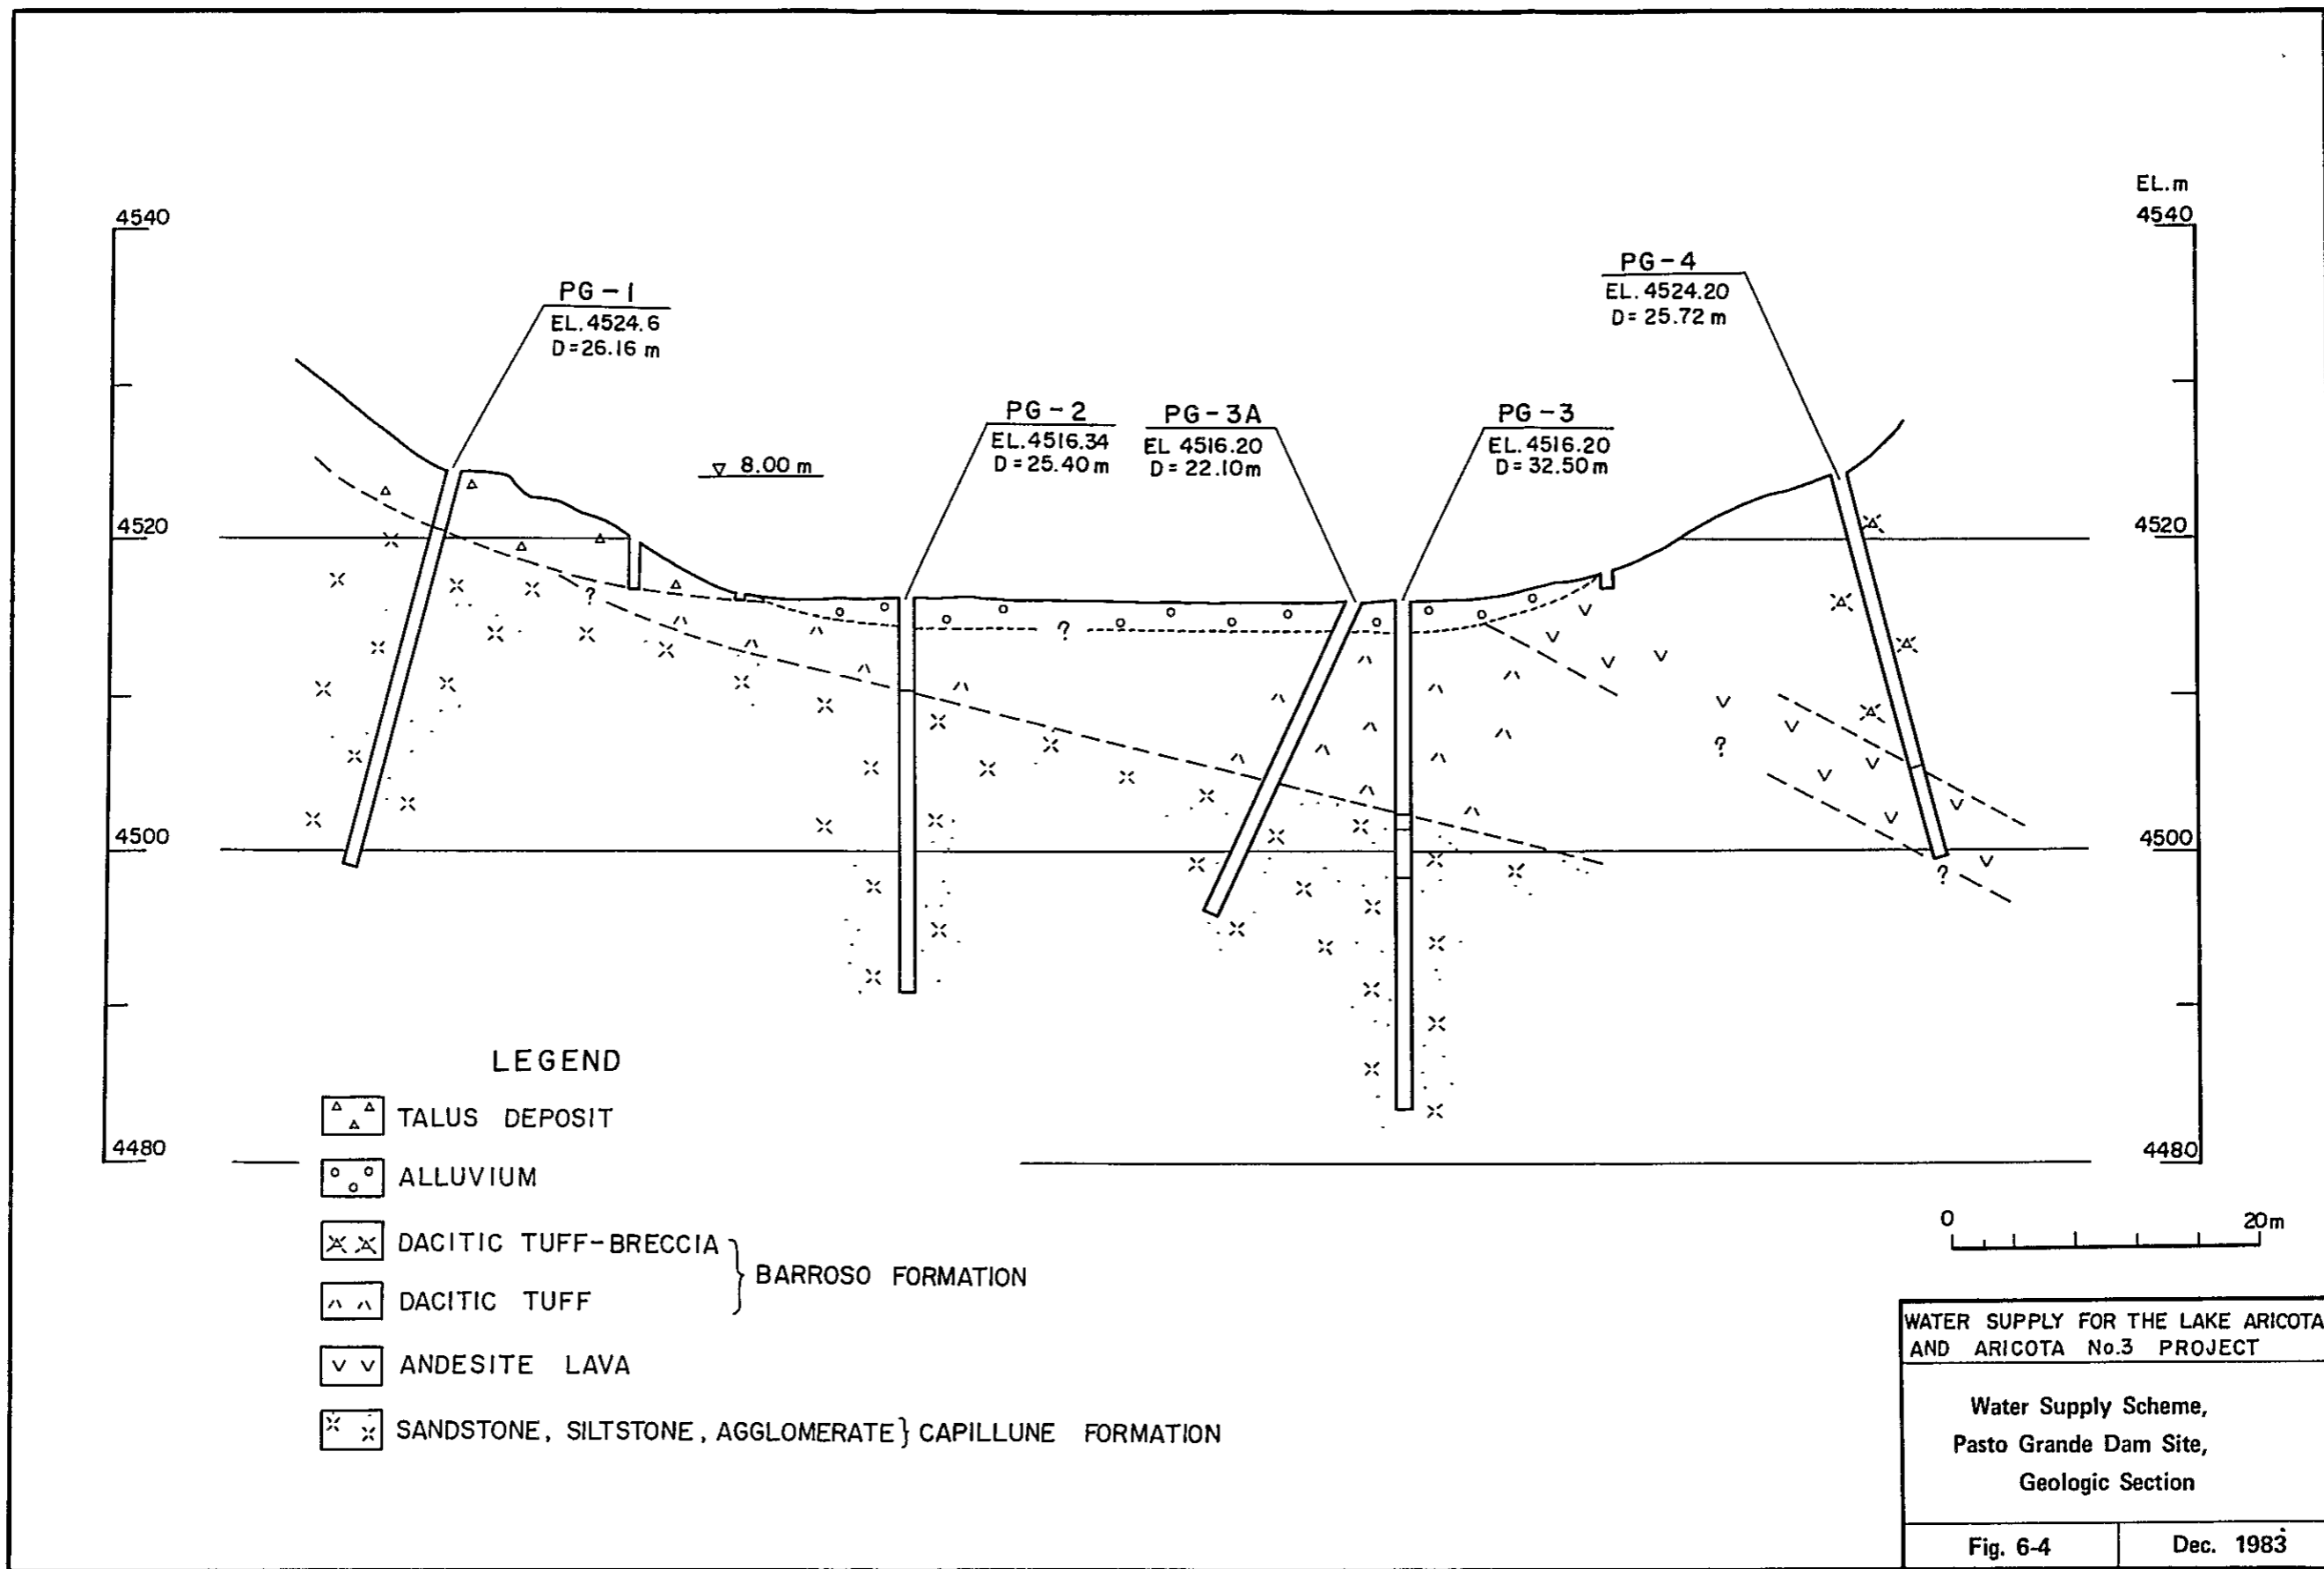 EL.m
4540
4540
PG-4
EL. 4524.20
D= 25.72 m
PG-1
EL. 4524.6
D=26.16 m
PG-2
EL. 4516.34
D= 25.40 m
PG-3A
EL 4516.20
D= 22.10m
PG-3
EL. 4516.20
D= 32.50m
▽ 8.00 m
4520
4520
?
?
?
4500
4500
?
LEGEND
TALUS DEPOSIT
4480
4480
ALLUVIUM
0 20m
DACITIC TUFF-BRECCIA
BARROSO FORMATION
DACITIC TUFF
ANDESITE LAVA
SANDSTONE, SILTSTONE, AGGLOMERATE} CAPILLUNE FORMATION
WATER SUPPLY FOR THE LAKE ARICOTA
AND ARICOTA No.3 PROJECT
Water Supply Scheme,
Pasto Grande Dam Site,
Geologic Section
Fig. 6-4
Dec. 1983